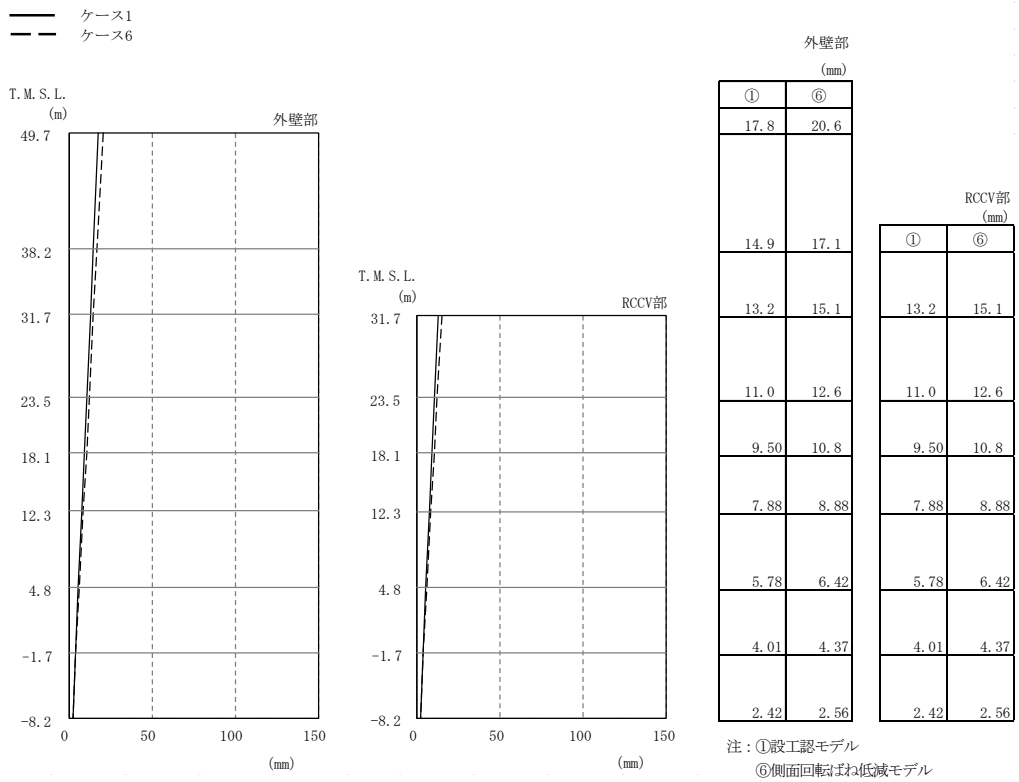 ケース1
ケース6
T.M.S.L.
(m)
外壁部
49.7
38.2
31.7
23.5
18.1
12.3
4.8
-1.7
-8.2
0 50 100 150
(mm)
T.M.S.L.
(m)
RCCV部
31.7
23.5
18.1
12.3
4.8
-1.7
-8.2
0 50 100 150
(mm)
外壁部
(mm)
① ⑥
17.8 20.6
14.9 17.1
13.2 15.1
11.0 12.6
9.50 10.8
7.88 8.88
5.78 6.42
4.01 4.37
2.42 2.56
RCCV部
(mm)
① ⑥
13.2 15.1
11.0 12.6
9.50 10.8
7.88 8.88
5.78 6.42
4.01 4.37
2.42 2.56
注：①設工認モデル
⑥側面回転ばね低減モデル